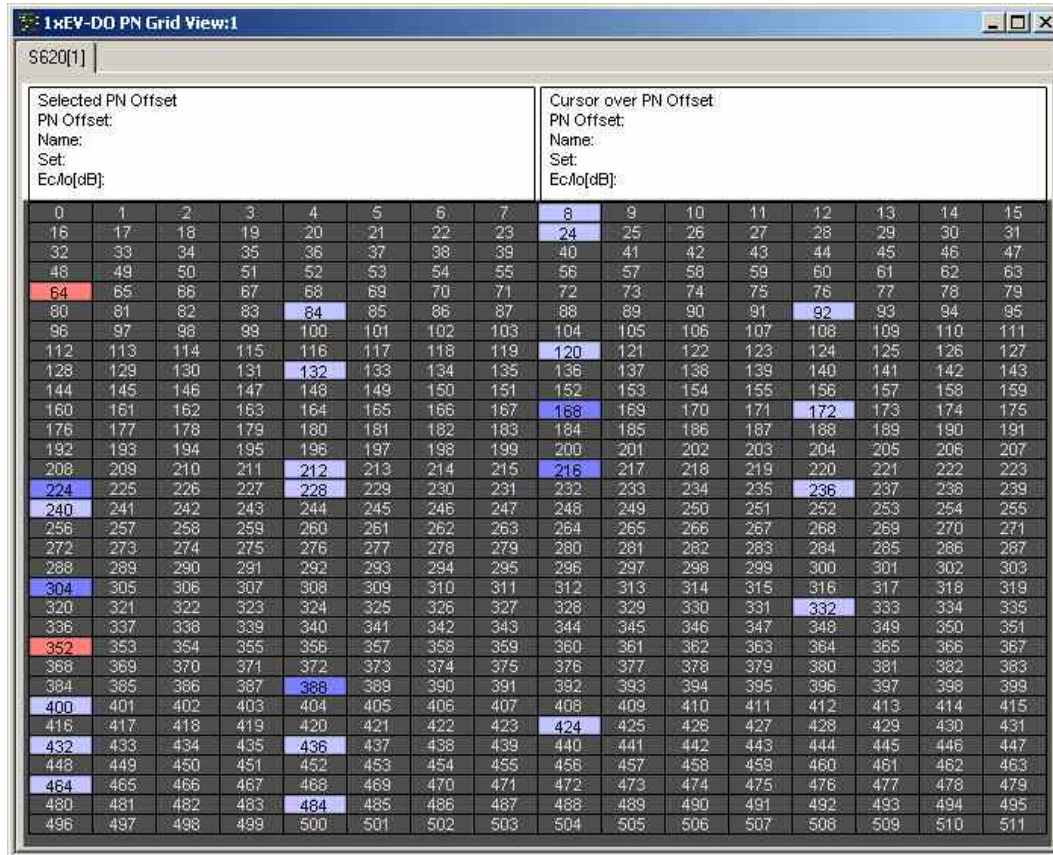 1xEV-DO PN Grid View:1
S620[1]
Selected PN Offset
PN Offset:
Name:
Set:
Ec/Io[dB]:
Cursor over PN Offset
PN Offset:
Name:
Set:
Ec/Io[dB]:
0 1 2 3 4 5 6 7 8 9 10 11 12 13 14 15
16 17 18 19 20 21 22 23 24 25 26 27 28 29 30 31
32 33 34 35 36 37 38 39 40 41 42 43 44 45 46 47
48 49 50 51 52 53 54 55 56 57 58 59 60 61 62 63
64 65 66 67 68 69 70 71 72 73 74 75 76 77 78 79
80 81 82 83 84 85 86 87 88 89 90 91 92 93 94 95
96 97 98 99 100 101 102 103 104 105 106 107 108 109 110 111
112 113 114 115 116 117 118 119 120 121 122 123 124 125 126 127
128 129 130 131 132 133 134 135 136 137 138 139 140 141 142 143
144 145 146 147 148 149 150 151 152 153 154 155 156 157 158 159
160 161 162 163 164 165 166 167 168 169 170 171 172 173 174 175
176 177 178 179 180 181 182 183 184 185 186 187 188 189 190 191
192 193 194 195 196 197 198 199 200 201 202 203 204 205 206 207
208 209 210 211 212 213 214 215 216 217 218 219 220 221 222 223
224 225 226 227 228 229 230 231 232 233 234 235 236 237 238 239
240 241 242 243 244 245 246 247 248 249 250 251 252 253 254 255
256 257 258 259 260 261 262 263 264 265 266 267 268 269 270 271
272 273 274 275 276 277 278 279 280 281 282 283 284 285 286 287
288 289 290 291 292 293 294 295 296 297 298 299 300 301 302 303
304 305 306 307 308 309 310 311 312 313 314 315 316 317 318 319
320 321 322 323 324 325 326 327 328 329 330 331 332 333 334 335
336 337 338 339 340 341 342 343 344 345 346 347 348 349 350 351
352 353 354 355 356 357 358 359 360 361 362 363 364 365 366 367
368 369 370 371 372 373 374 375 376 377 378 379 380 381 382 383
384 385 386 387 388 389 390 391 392 393 394 395 396 397 398 399
400 401 402 403 404 405 406 407 408 409 410 411 412 413 414 415
416 417 418 419 420 421 422 423 424 425 426 427 428 429 430 431
432 433 434 435 436 437 438 439 440 441 442 443 444 445 446 447
448 449 450 451 452 453 454 455 456 457 458 459 460 461 462 463
464 465 466 467 468 469 470 471 472 473 474 475 476 477 478 479
480 481 482 483 484 485 486 487 488 489 490 491 492 493 494 495
496 497 498 499 500 501 502 503 504 505 506 507 508 509 510 511